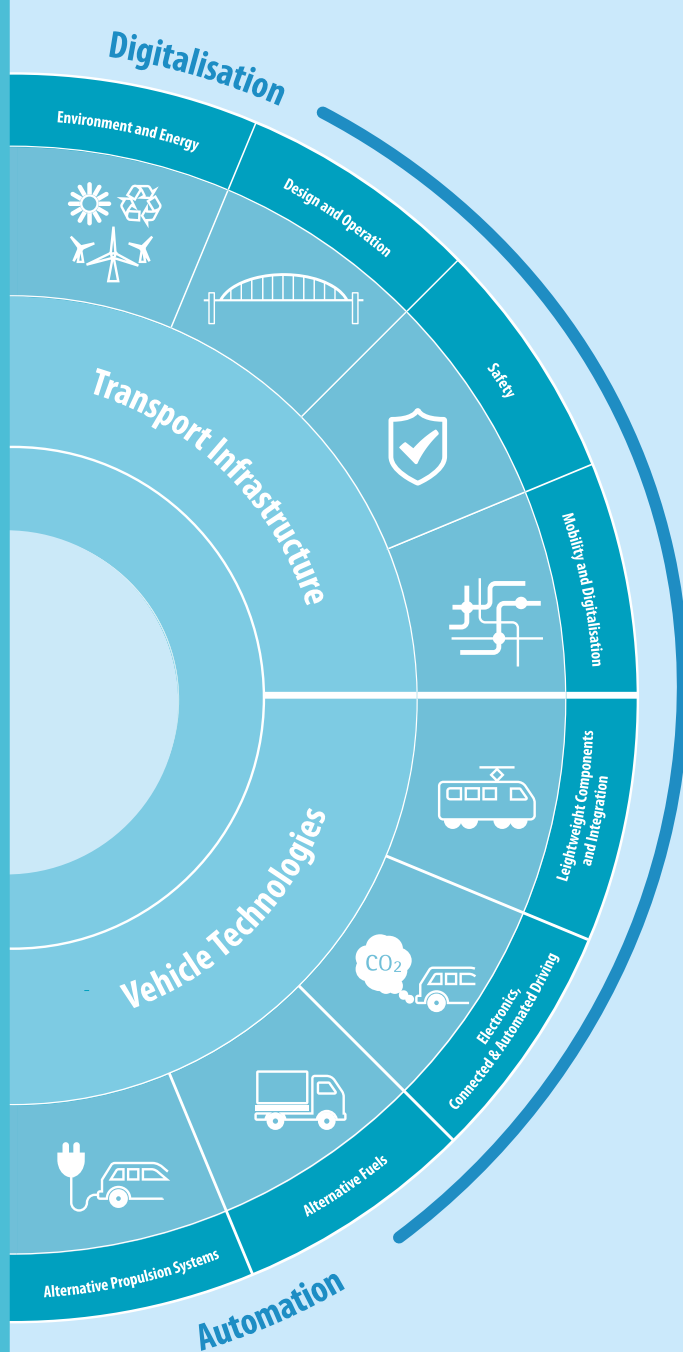 Digitalisation
Environment and Energy
Design and Operation
Safety
Mobility and Digitalisation
Transport Infrastructure
Vehicle Technologies
Leightweight Components
and Integration
CO₂
Electronics,
Connected & Automated Driving
Alternative Fuels
Alternative Propulsion Systems
Automation